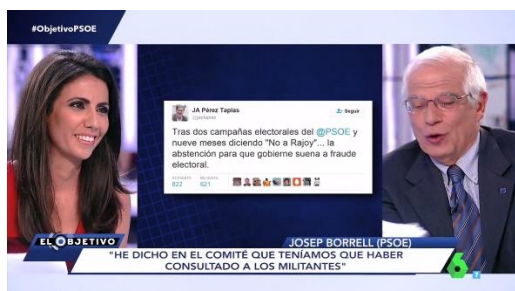 #ObjetivoPSOE
JA Pérez Tapias
Seguir
Tras dos campañas electorales del @PSOE y
nueve meses diciendo "No a Rajoy"... la
abstención para que gobierne suena a fraude
electoral.
822 621
EL OBJETIVO
JOSEP BORRELL (PSOE)
"HE DICHO EN EL COMITÉ QUE TENÍAMOS QUE HABER
CONSULTADO A LOS MILITANTES"
6